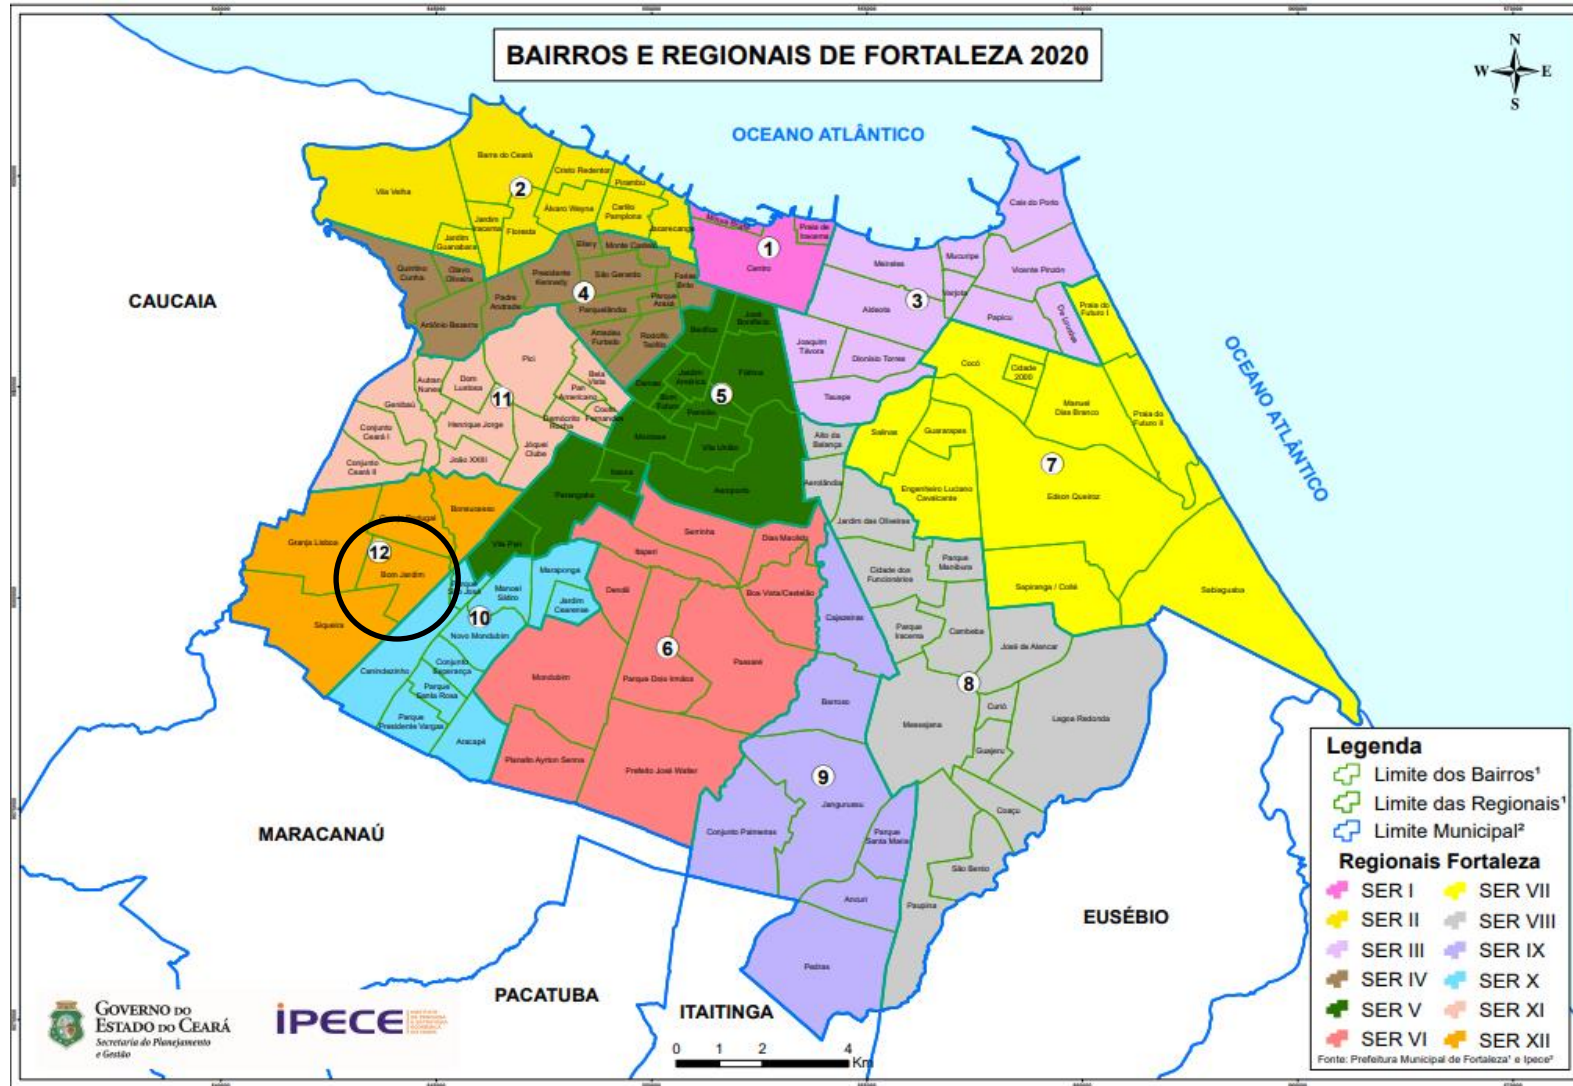 BAIRROS E REGIONAIS DE FORTALEZA 2020
N
W E
S
OCEANO ATLÂNTICO
OCEANO ATLÂNTICO
CAUCAIA
MARACANAÚ
PACATUBA
ITAITINGA
EUSÉBIO
1
Moura Brasil
Praia de
Iracema
Centro
2
Vila Velha
Barra do Ceará
Cristo Redentor
Pirambu
Jardim
Iracema
Floresta
Álvaro Weyne
Carlito
Pamplona
Jacarecanga
Jardim
Guanabara
3
Cais do Porto
Meireles
Mucuripe
Varjota
Vicente Pinzón
Aldeota
Papicu
De Lourdes
Joaquim
Távora
Dionísio Torres
Tauape
4
Ellery
Monte Castelo
Quintino
Cunha
Olavo
Oliveira
Presidente
Kennedy
São Gerardo
Farias
Brito
Padre
Andrade
Parquelândia
Parque
Araxá
Antônio Bezerra
Amadeu
Furtado
Rodolfo
Teófilo
5
Benfica
José
Bonifácio
Damas
Jardim
América
Fátima
Bom
Futuro
Parreão
Montese
Vila União
Itaoca
Aeroporto
Parangaba
Vila Peri
6
Serrinha
Itaperi
Dias Macêdo
Dendê
Boa Vista/Castelão
Mondubim
Parque Dois Irmãos
Passaré
Planalto Ayrton Senna
Prefeito José Walter
7
Praia do
Futuro I
Cocó
Cidade
2000
Manuel
Dias Branco
Praia do
Futuro II
Salinas
Guararapes
Engenheiro Luciano
Cavalcante
Edson Queiroz
Sapiranga / Coité
Sabiaguaba
8
Alto da
Balança
Aerolândia
Jardim das Oliveiras
Cidade dos
Funcionários
Parque
Manibura
Parque
Iracema
Cambeba
José de Alencar
Messejana
Curió
Lagoa Redonda
Guajeru
Coaçu
São Bento
Paupina
9
Cajazeiras
Barroso
Jangurussu
Conjunto Palmeiras
Parque
Santa Maria
Ancuri
Pedras
10
Parque
São José
Manoel
Sátiro
Maraponga
Jardim
Cearense
Novo Mondubim
Canindezinho
Conjunto
Esperança
Parque
Santa Rosa
Parque
Presidente Vargas
Aracapé
11
Pici
Autran
Nunes
Dom
Lustosa
Bela
Vista
Pan
Americano
Genibaú
Couto
Fernandes
Demócrito
Rocha
Henrique Jorge
Conjunto
Ceará I
João XXIII
Jóquei
Clube
Conjunto
Ceará II
12
Granja Portugal
Bonsucesso
Granja Lisboa
Bom Jardim
Siqueira
Legenda
Limite dos Bairros¹
Limite das Regionais¹
Limite Municipal²
Regionais Fortaleza
SER I SER VII
SER II SER VIII
SER III SER IX
SER IV SER X
SER V SER XI
SER VI SER XII
Fonte: Prefeitura Municipal de Fortaleza¹ e Ipece²
GOVERNO DO
ESTADO DO CEARÁ
Secretaria do Planejamento
e Gestão
IPECE
0 1 2 4
Km